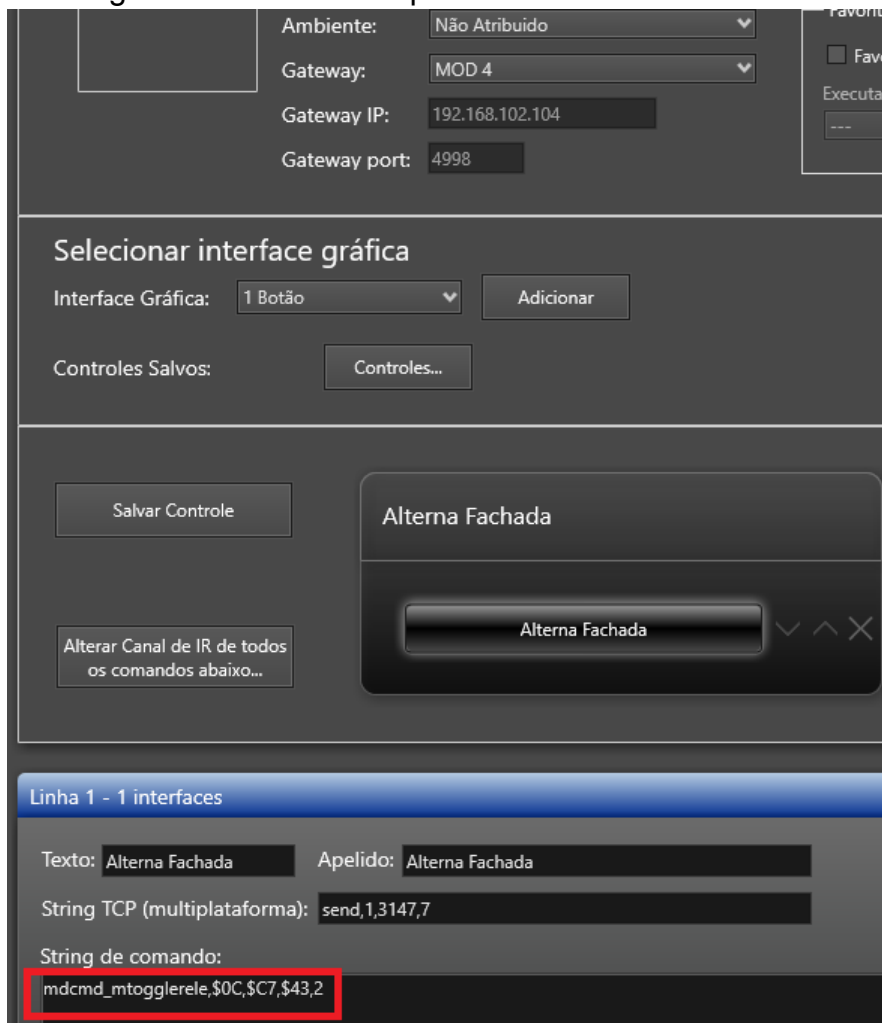 Ambiente: Não Atribuido
Gateway: MOD 4
Gateway IP: 192.168.102.104
Gateway port: 4998
Executa
---
Selecionar interface gráfica
Interface Gráfica: 1 Botão Adicionar
Controles Salvos: Controles...
Salvar Controle
Alterna Fachada
Alterna Fachada
Alterar Canal de IR de todos
os comandos abaixo...
Linha 1 - 1 interfaces
Texto: Alterna Fachada Apelido: Alterna Fachada
String TCP (multiplataforma): send,1,3147,7
String de comando:
mdcmd_mtogglerele,$0C,$C7,$43,2